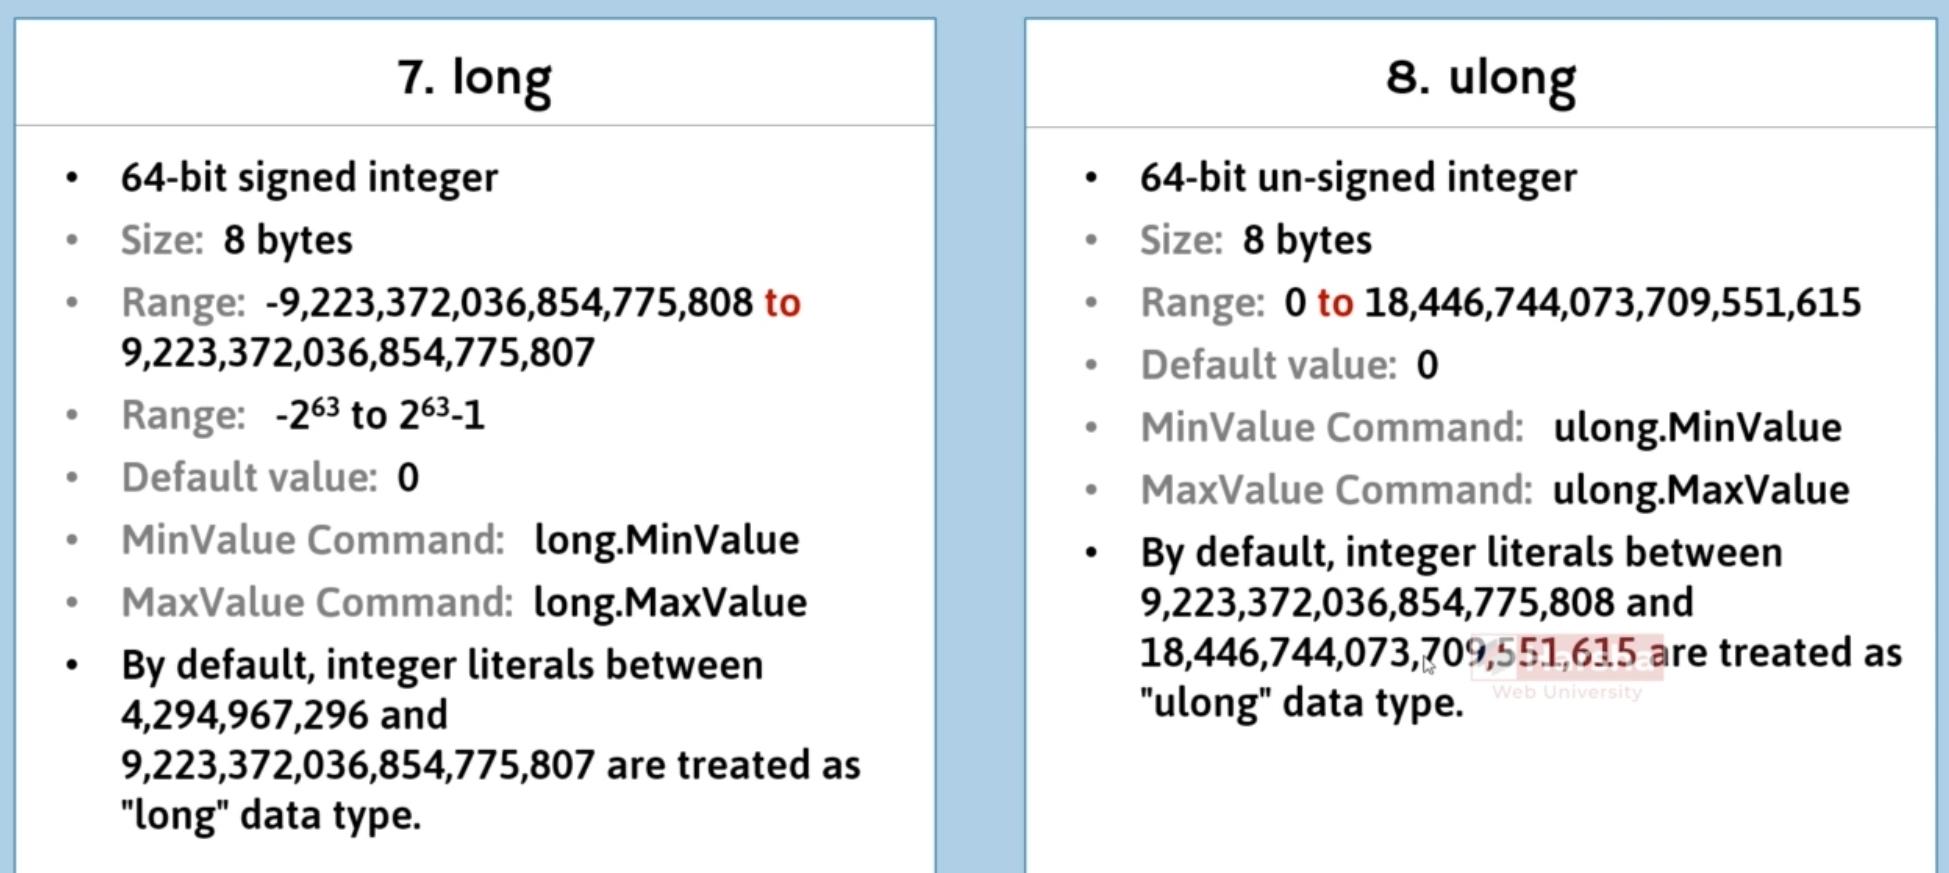 7. long
• 64-bit signed integer
• Size: 8 bytes
• Range: -9,223,372,036,854,775,808 to
9,223,372,036,854,775,807
• Range: -2⁶³ to 2⁶³-1
• Default value: 0
• MinValue Command: long.MinValue
• MaxValue Command: long.MaxValue
• By default, integer literals between
4,294,967,296 and
9,223,372,036,854,775,807 are treated as
"long" data type.
8. ulong
• 64-bit un-signed integer
• Size: 8 bytes
• Range: 0 to 18,446,744,073,709,551,615
• Default value: 0
• MinValue Command: ulong.MinValue
• MaxValue Command: ulong.MaxValue
• By default, integer literals between
9,223,372,036,854,775,808 and
18,446,744,073,709,551,615 are treated as
"ulong" data type.
Web University